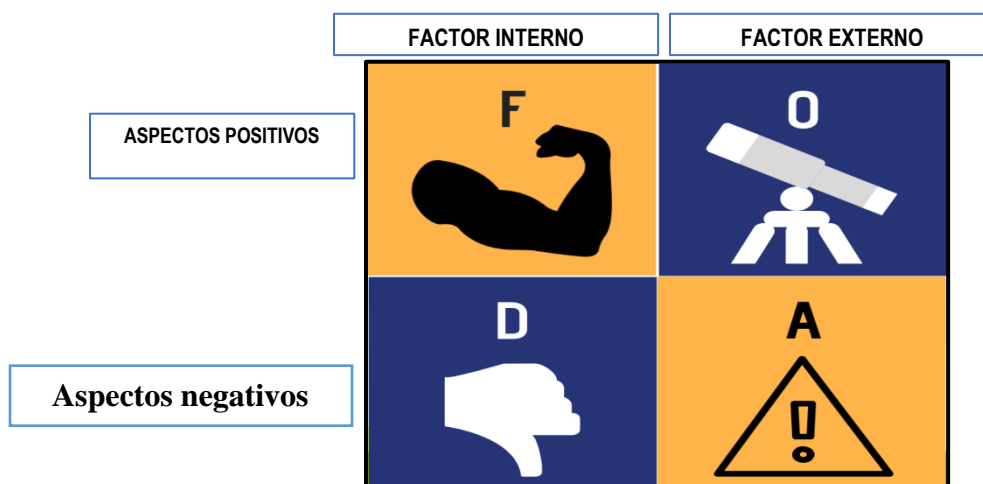 FACTOR INTERNO
FACTOR EXTERNO
F
O
ASPECTOS POSITIVOS
D
A
Aspectos negativos